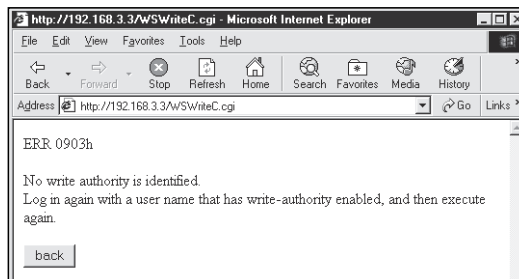 http://192.168.3.3/WSWriteC.cgi - Microsoft Internet Explorer
File Edit View Favorites Tools Help
Back Forward Stop Refresh Home Search Favorites Media History
Address http://192.168.3.3/WSWriteC.cgi Go Links
ERR 0903h
No write authority is identified.
Log in again with a user name that has write-authority enabled, and then execute
again.
back